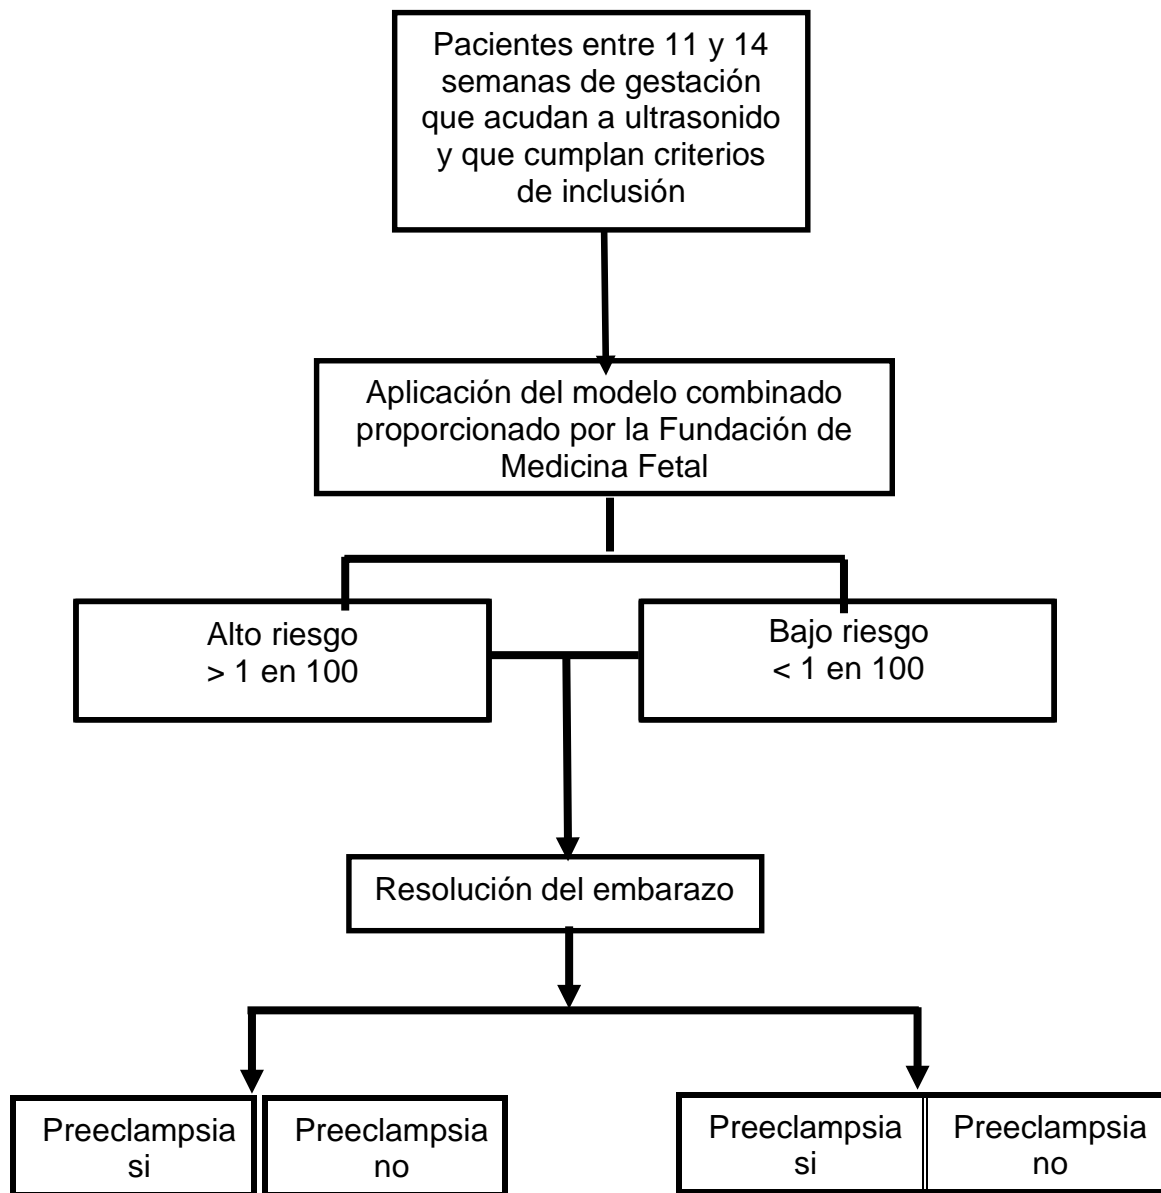 Pacientes entre 11 y 14
semanas de gestación
que acudan a ultrasonido
y que cumplan criterios
de inclusión
Aplicación del modelo combinado
proporcionado por la Fundación de
Medicina Fetal
Alto riesgo
> 1 en 100
Bajo riesgo
< 1 en 100
Resolución del embarazo
Preeclampsia
si
Preeclampsia
no
Preeclampsia
si
Preeclampsia
no